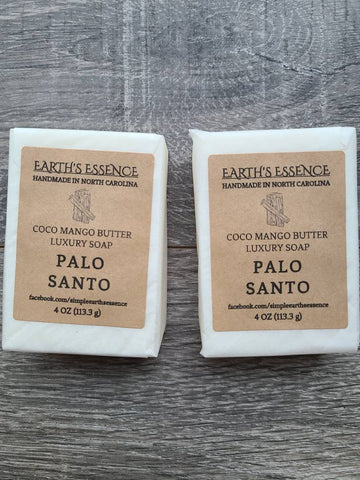 EARTH'S ESSENCE
HANDMADE IN NORTH CAROLINA
COCO MANGO BUTTER
LUXURY SOAP
PALO
SANTO
facebook.com/simpleearthsessence
4 OZ (113.3 g)
EARTH'S ESSENCE
HANDMADE IN NORTH CAROLINA
COCO MANGO BUTTER
LUXURY SOAP
PALO
SANTO
facebook.com/simpleearthsessence
4 OZ (113.3 g)